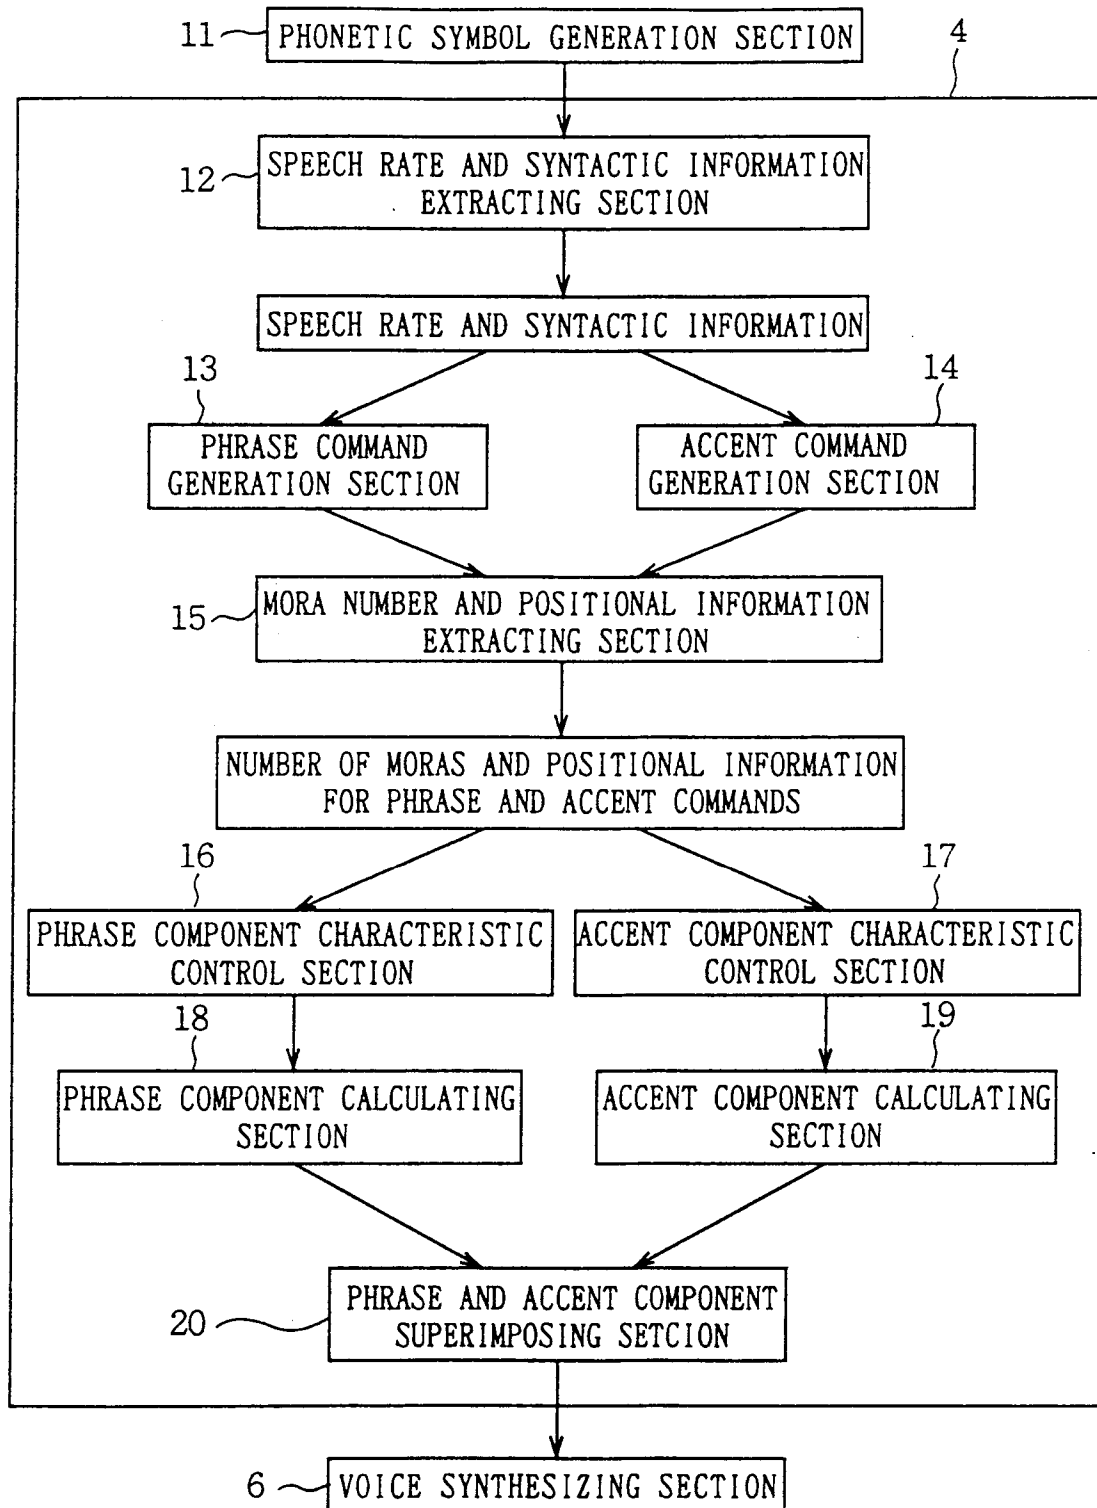 11 PHONETIC SYMBOL GENERATION SECTION
4
12 SPEECH RATE AND SYNTACTIC INFORMATION
EXTRACTING SECTION
SPEECH RATE AND SYNTACTIC INFORMATION
13
14
PHRASE COMMAND
GENERATION SECTION
ACCENT COMMAND
GENERATION SECTION
15 MORA NUMBER AND POSITIONAL INFORMATION
EXTRACTING SECTION
NUMBER OF MORAS AND POSITIONAL INFORMATION
FOR PHRASE AND ACCENT COMMANDS
16
17
PHRASE COMPONENT CHARACTERISTIC
CONTROL SECTION
ACCENT COMPONENT CHARACTERISTIC
CONTROL SECTION
18
19
PHRASE COMPONENT CALCULATING
SECTION
ACCENT COMPONENT CALCULATING
SECTION
20 PHRASE AND ACCENT COMPONENT
SUPERIMPOSING SETCION
6 VOICE SYNTHESIZING SECTION